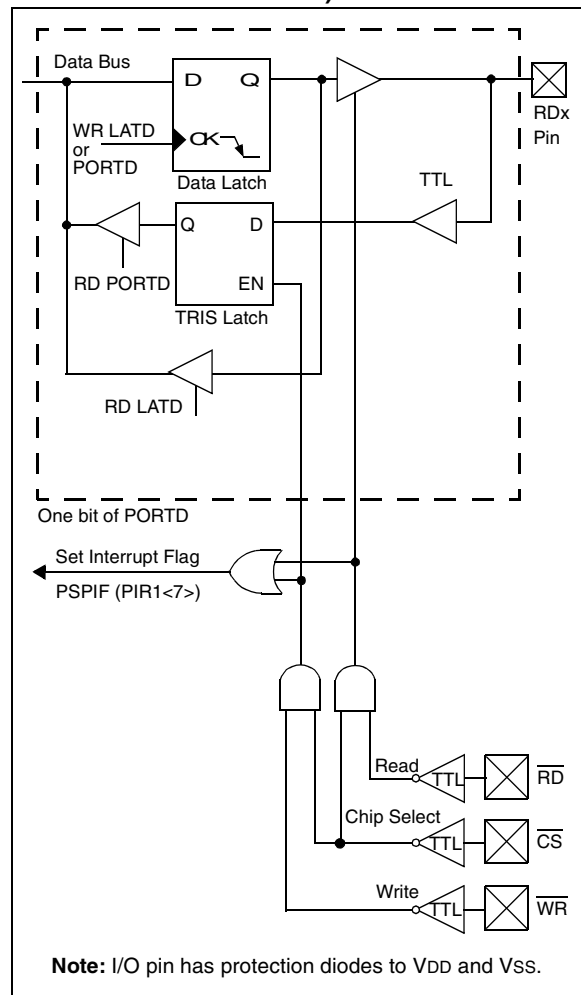 )
Data Bus
D
Q
RDx
Pin
WR LATD
or
PORTD
CK
Data Latch
TTL
Q
D
RD PORTD
EN
TRIS Latch
RD LATD
One bit of PORTD
Set Interrupt Flag
PSPIF (PIR1<7>)
Read
TTL
RD
Chip Select
TTL
CS
Write
TTL
WR
Note: I/O pin has protection diodes to VDD and VSS.